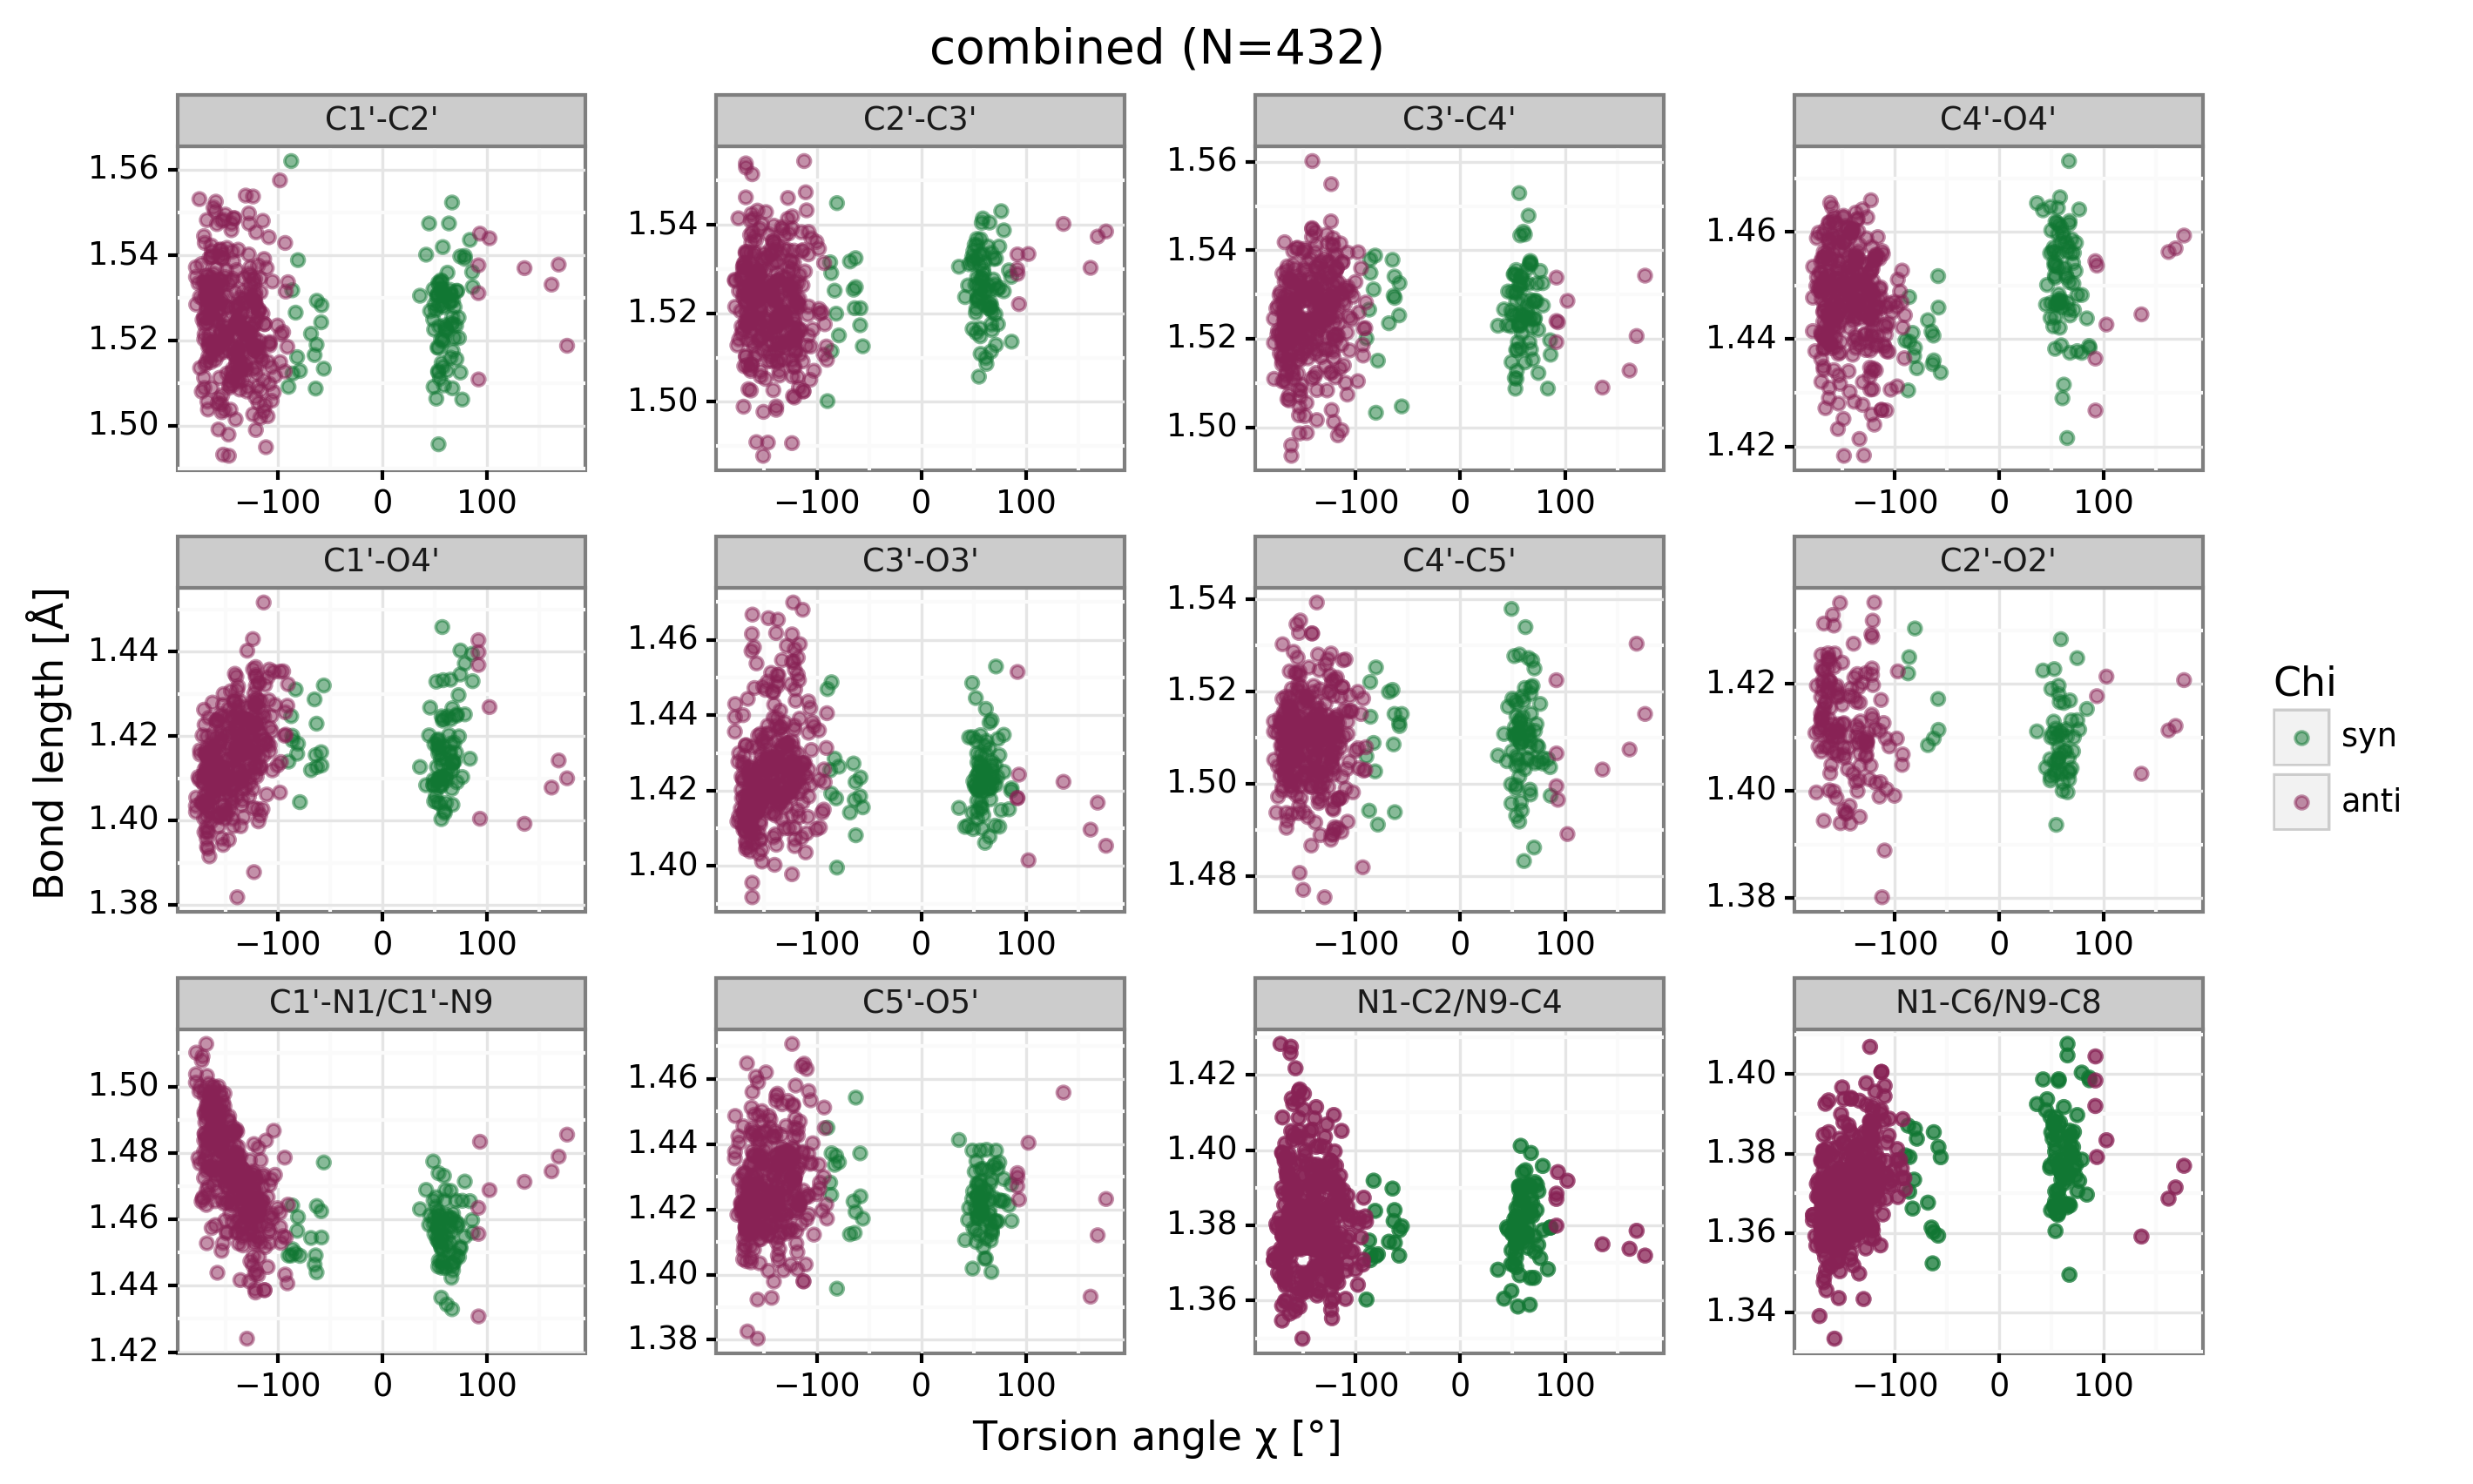 combined (N=432)
C1'-C2'
C2'-C3'
C3'-C4'
C4'-O4'
1.56
1.54
1.52
1.50
1.54
1.52
1.50
1.56
1.54
1.52
1.50
1.46
1.44
1.42
−100 0 100
−100 0 100
−100 0 100
−100 0 100
C1'-O4'
C3'-O3'
C4'-C5'
C2'-O2'
1.44
1.42
1.40
1.38
1.46
1.44
1.42
1.40
1.54
1.52
1.50
1.48
1.42
1.40
1.38
−100 0 100
−100 0 100
−100 0 100
−100 0 100
C1'-N1/C1'-N9
C5'-O5'
N1-C2/N9-C4
N1-C6/N9-C8
1.50
1.48
1.46
1.44
1.42
1.46
1.44
1.42
1.40
1.38
1.42
1.40
1.38
1.36
1.40
1.38
1.36
1.34
−100 0 100
−100 0 100
−100 0 100
−100 0 100
Bond length [Å]
Torsion angle χ [°]
Chi
syn
anti